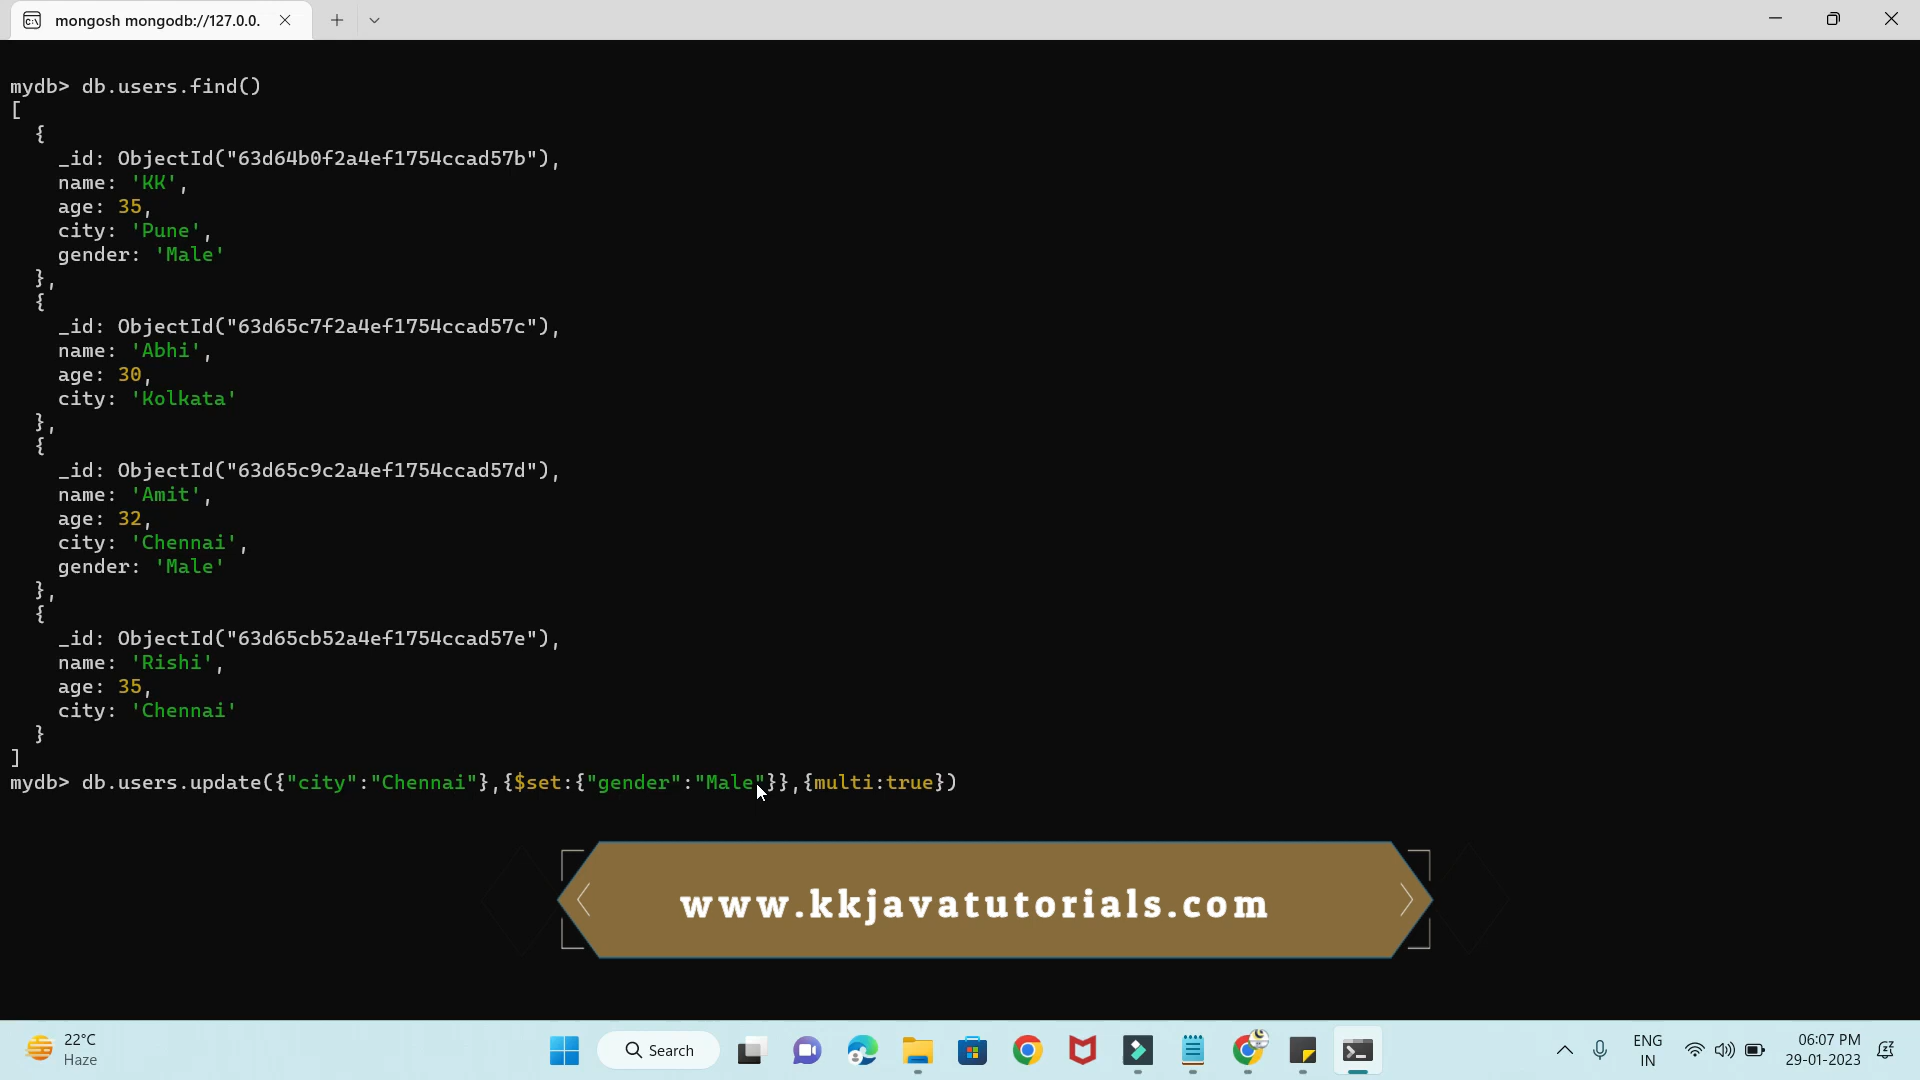 mongosh mongodb://127.0.0.
mydb> db.users.find()
[
{
_id: ObjectId("63d64b0f2a4ef1754ccad57b"),
name: 'KK',
age: 35,
city: 'Pune',
gender: 'Male'
},
{
_id: ObjectId("63d65c7f2a4ef1754ccad57c"),
name: 'Abhi',
age: 30,
city: 'Kolkata'
},
{
_id: ObjectId("63d65c9c2a4ef1754ccad57d"),
name: 'Amit',
age: 32,
city: 'Chennai',
gender: 'Male'
},
{
_id: ObjectId("63d65cb52a4ef1754ccad57e"),
name: 'Rishi',
age: 35,
city: 'Chennai'
}
]
mydb> db.users.update({"city":"Chennai"},{$set:{"gender":"Male"}},{multi:true})
www.kkjavatutorials.com
22°C
Haze
Search
ENG
IN
06:07 PM
29-01-2023